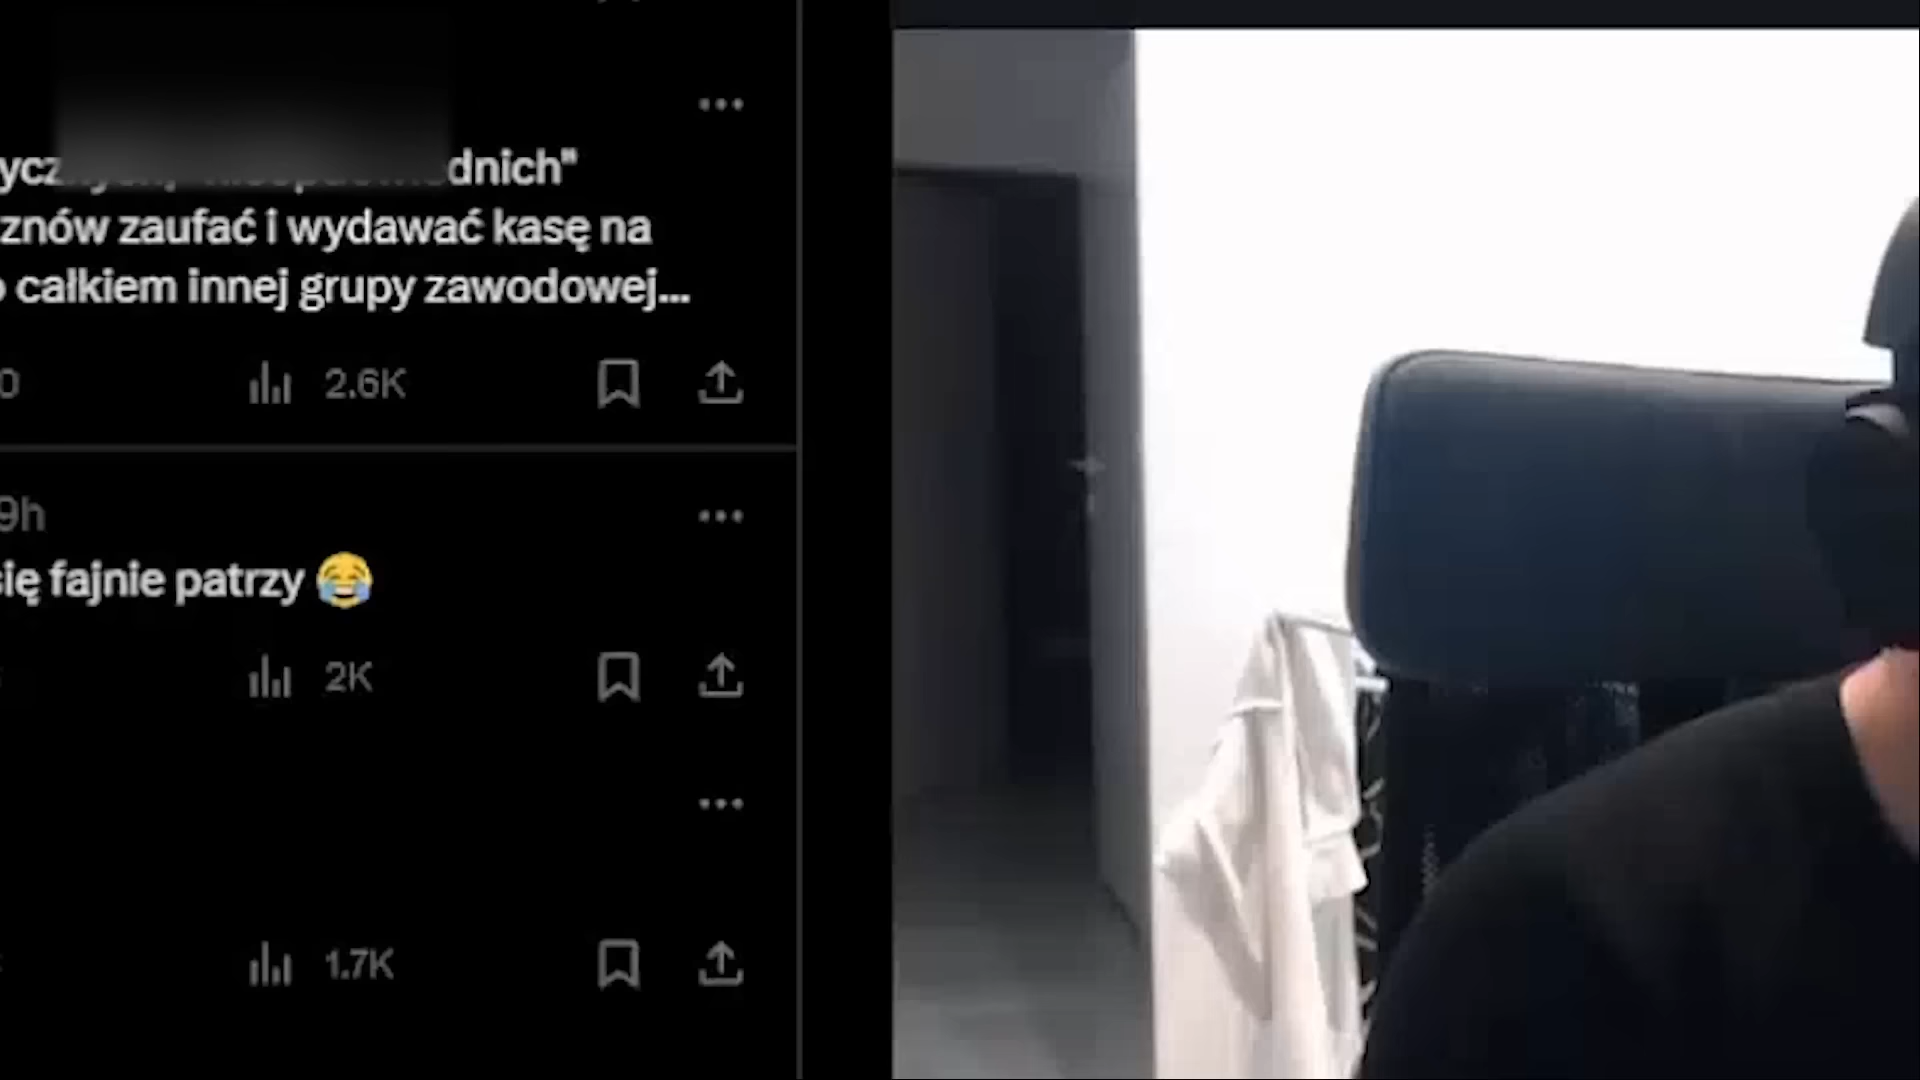 dnich"
znów zaufać i wydawać kasę na
całkiem innej grupy zawodowej...
2.6K
9h
się fajnie patrzy 😂
2K
1.7K